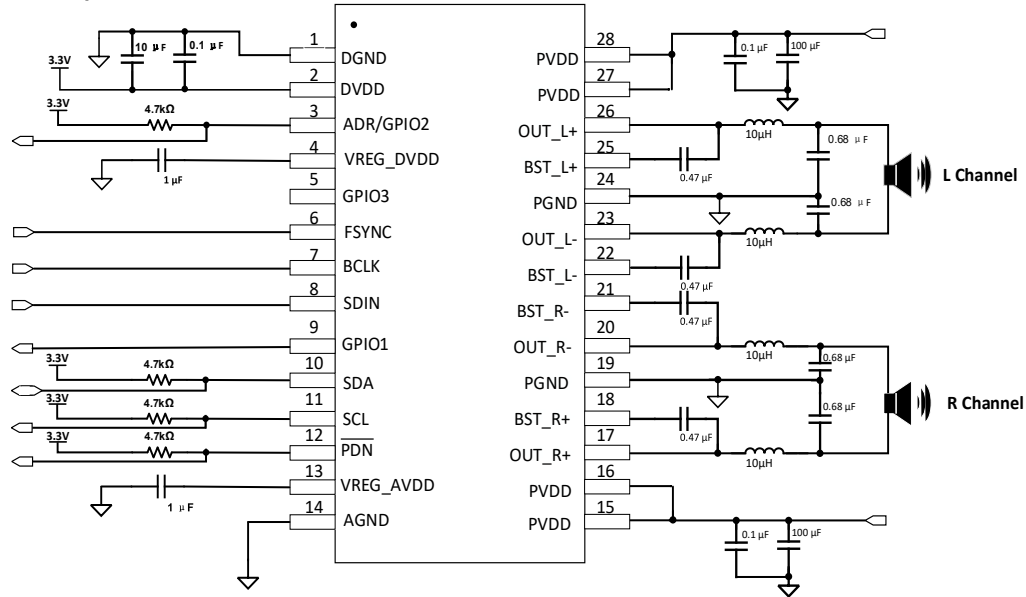 10 μF
0.1 μF
3.3V
1
DGND
2
DVDD
3.3V
4.7kΩ
3
ADR/GPIO2
4
VREG_DVDD
1 μF
5
GPIO3
6
FSYNC
7
BCLK
8
SDIN
9
GPIO1
3.3V
4.7kΩ
10
SDA
3.3V
4.7kΩ
11
SCL
3.3V
4.7kΩ
12
PDN
13
VREG_AVDD
1 μF
14
AGND
28
PVDD
0.1 μF
100 μF
27
PVDD
26
OUT_L+
10μH
25
BST_L+
0.47 μF
0.68 μF
24
PGND
L Channel
0.68 μF
23
OUT_L-
10μH
22
BST_L-
0.47 μF
21
BST_R-
0.47 μF
20
OUT_R-
10μH
0.68 μF
19
PGND
R Channel
18
BST_R+
0.47 μF
0.68 μF
17
OUT_R+
10μH
16
PVDD
15
PVDD
0.1 μF
100 μF